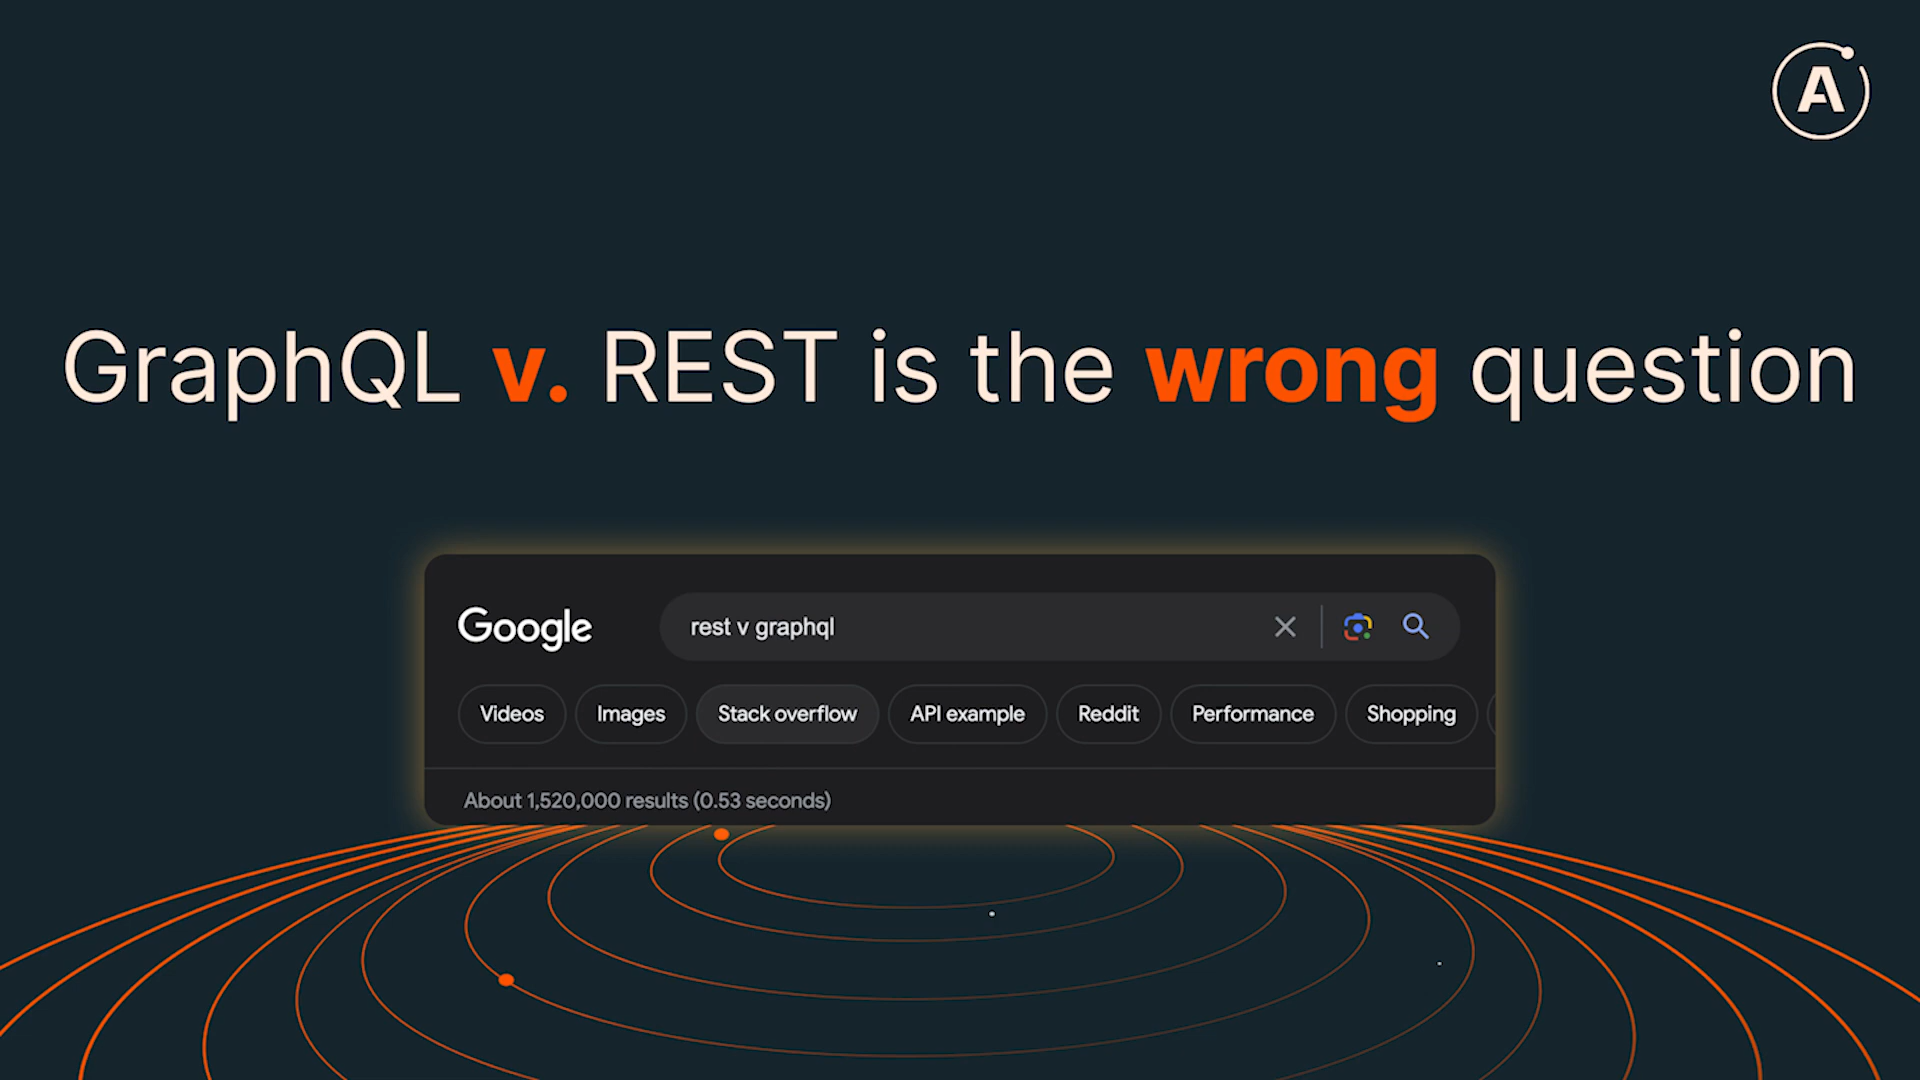 A
GraphQL v. REST is the wrong question
Google rest v graphql
Videos Images Stack overflow API example Reddit Performance Shopping
About 1,520,000 results (0.53 seconds)